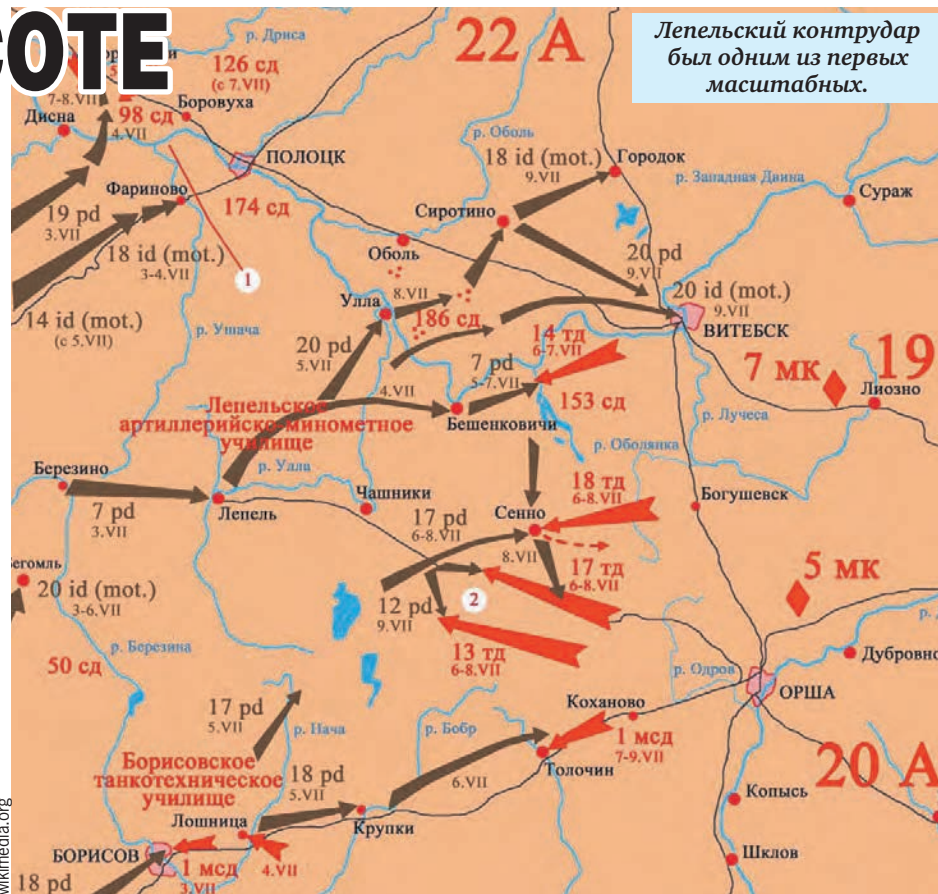 СОТЕ
Лепельский контрудар
был одним из первых
масштабных.
22 А
р. Дриса
126 сд
(с 7.VII)
7-8.VII
98 сд
Боровуха
Дисна
4.VII
ПОЛОЦК
р. Оболь
18 id (mot.)
9.VII
Городок
р. Западная Двина
Сураж
Фариново
19 pd
3.VII
174 сд
Сиротино
18 id (mot.)
3-4.VII
Оболь
1
20 pd
9.VII
Улла
8.VII
186 сд
20 id (mot.)
9.VII
ВИТЕБСК
14 id (mot.)
(с 5.VII)
р. Ушача
14 тд
6-7.VII
20 pd
5.VII
4.VII
7 pd
5-7.VII
7 мк
19
Лиозно
153 сд
Лепельское
артиллерийско-минометное
училище
Бешенковичи
р. Лучеса
р. Оболянка
Березино
р. Улла
18 тд
6-8.VII
Чашники
Богушевск
7 pd
3.VII
Лепель
17 pd
6-8.VII
Сенно
8.VII
17 тд
6-8.VII
5 мк
егомль
20 id (mot.)
3-6.VII
12 pd
9.VII
2
р. Березина
50 сд
13 тд
6-8.VII
р. Одров
Дубровно
ОРША
17 pd
5.VII
р. Нача
р. Бобр
Коханово
1 мсд
7-9.VII
Борисовское
танкотехническое
училище
18 pd
5.VII
6.VII
Толочин
20 А
Копысь
Лошница
Крупки
БОРИСОВ
4.VII
1 мсд
3.VII
Шклов
18 pd
wikimedia.org